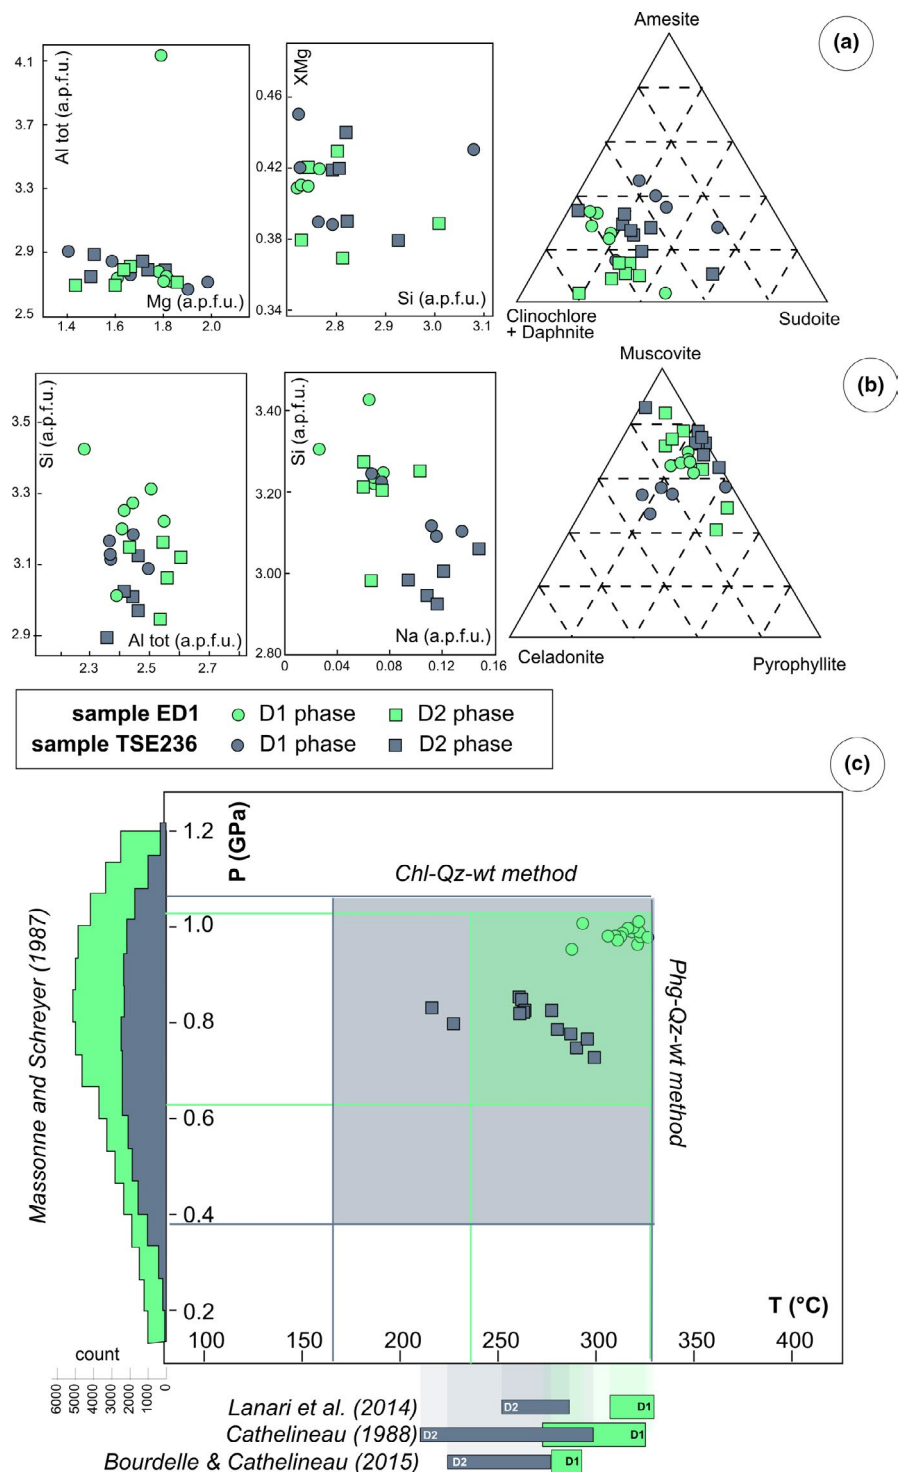 Amesite
(a)
Al tot (a.p.f.u.)
4.1
3.7
3.3
2.9
2.5
Mg (a.p.f.u.)
1.4 1.6 1.8 2.0
XMg
0.46
0.42
0.38
0.34
Si (a.p.f.u.)
2.8 2.9 3.0 3.1
Clinochlore
+ Daphnite
Sudoite
Muscovite
(b)
Si (a.p.f.u.)
3.5
3.3
3.1
2.9
Al tot (a.p.f.u.)
2.3 2.5 2.7
Si (a.p.f.u.)
3.40
3.20
3.00
2.80
Na (a.p.f.u.)
0 0.04 0.08 0.12 0.16
Celadonite
Pyrophyllite
sample ED1 D1 phase D2 phase
sample TSE236 D1 phase D2 phase
(c)
P (GPa)
1.2
1.0
0.8
0.6
0.4
0.2
Chl-Qz-wt method
Phg-Qz-wt method
Massonne and Schreyer (1987)
T (°C)
100 150 200 250 300 350 400
count
6000 5000 4000 3000 2000 1000 0
Lanari et al. (2014) D2 D1
Cathelineau (1988) D2 D1
Bourdelle & Cathelineau (2015) D2 D1